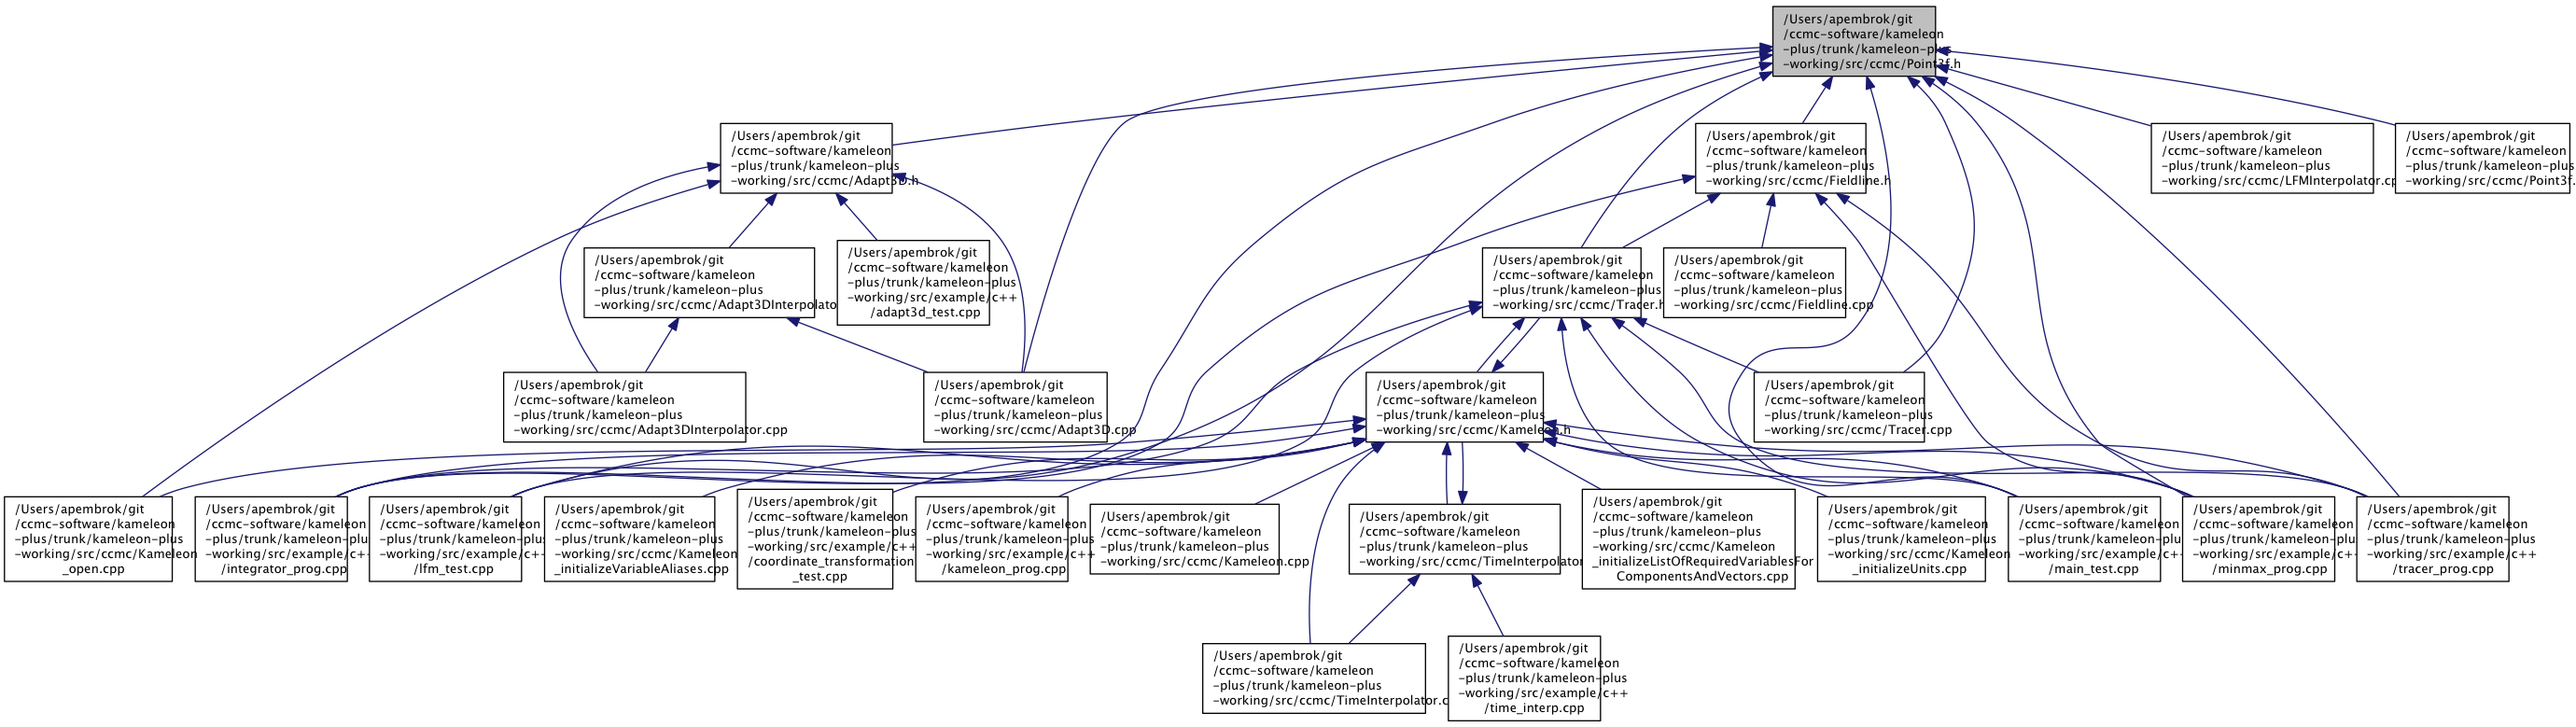 /Users/apembrok/git
/ccmc-software/kameleon
-plus/trunk/kameleon-plus
-working/src/ccmc/Point3f.h
/Users/apembrok/git
/ccmc-software/kameleon
-plus/trunk/kameleon-plus
-working/src/ccmc/Adapt3D.h
/Users/apembrok/git
/ccmc-software/kameleon
-plus/trunk/kameleon-plus
-working/src/ccmc/Fieldline.h
/Users/apembrok/git
/ccmc-software/kameleon
-plus/trunk/kameleon-plus
-working/src/ccmc/LFMInterpolator.cp
/Users/apembrok/git
/ccmc-software/kameleon
-plus/trunk/kameleon-plus
-working/src/ccmc/Point3f.
/Users/apembrok/git
/ccmc-software/kameleon
-plus/trunk/kameleon-plus
-working/src/ccmc/Adapt3DInterpolato
/Users/apembrok/git
/ccmc-software/kameleon
-plus/trunk/kameleon-plus
-working/src/example/c++
/adapt3d_test.cpp
/Users/apembrok/git
/ccmc-software/kameleon
-plus/trunk/kameleon-plus
-working/src/ccmc/Tracer.h
/Users/apembrok/git
/ccmc-software/kameleon
-plus/trunk/kameleon-plus
-working/src/ccmc/Fieldline.cpp
/Users/apembrok/git
/ccmc-software/kameleon
-plus/trunk/kameleon-plus
-working/src/ccmc/Adapt3DInterpolator.cpp
/Users/apembrok/git
/ccmc-software/kameleon
-plus/trunk/kameleon-plus
-working/src/ccmc/Adapt3D.cpp
/Users/apembrok/git
/ccmc-software/kameleon
-plus/trunk/kameleon-plus
-working/src/ccmc/Kameleon.h
/Users/apembrok/git
/ccmc-software/kameleon
-plus/trunk/kameleon-plus
-working/src/ccmc/Tracer.cpp
/Users/apembrok/git
/ccmc-software/kameleon
-plus/trunk/kameleon-plus
-working/src/ccmc/Kameleon
_open.cpp
/Users/apembrok/git
/ccmc-software/kameleon
-plus/trunk/kameleon-plu
-working/src/example/c++
/integrator_prog.cpp
/Users/apembrok/git
/ccmc-software/kameleon
-plus/trunk/kameleon-plus
-working/src/example/c++
/lfm_test.cpp
/Users/apembrok/git
/ccmc-software/kameleon
-plus/trunk/kameleon-plus
-working/src/ccmc/Kameleon
_initializeVariableAliases.cpp
/Users/apembrok/git
/ccmc-software/kameleon
-plus/trunk/kameleon-plus
-working/src/example/c++
/coordinate_transformation
_test.cpp
/Users/apembrok/git
/ccmc-software/kameleon
-plus/trunk/kameleon-plus
-working/src/example/c++
/kameleon_prog.cpp
/Users/apembrok/git
/ccmc-software/kameleon
-plus/trunk/kameleon-plus
-working/src/ccmc/Kameleon.cpp
/Users/apembrok/git
/ccmc-software/kameleon
-plus/trunk/kameleon-plus
-working/src/ccmc/TimeInterpolator
/Users/apembrok/git
/ccmc-software/kameleon
-plus/trunk/kameleon-plus
-working/src/ccmc/Kameleon
_initializeListOfRequiredVariablesFor
ComponentsAndVectors.cpp
/Users/apembrok/git
/ccmc-software/kameleon
-plus/trunk/kameleon-plus
-working/src/ccmc/Kameleon
_initializeUnits.cpp
/Users/apembrok/git
/ccmc-software/kameleon
-plus/trunk/kameleon-plus
-working/src/example/c++
/main_test.cpp
/Users/apembrok/git
/ccmc-software/kameleon
-plus/trunk/kameleon-plus
-working/src/example/c++
/minmax_prog.cpp
/Users/apembrok/git
/ccmc-software/kameleon
-plus/trunk/kameleon-plus
-working/src/example/c++
/tracer_prog.cpp
/Users/apembrok/git
/ccmc-software/kameleon
-plus/trunk/kameleon-plus
-working/src/ccmc/TimeInterpolator.c
/Users/apembrok/git
/ccmc-software/kameleon
-plus/trunk/kameleon-plus
-working/src/example/c++
/time_interp.cpp